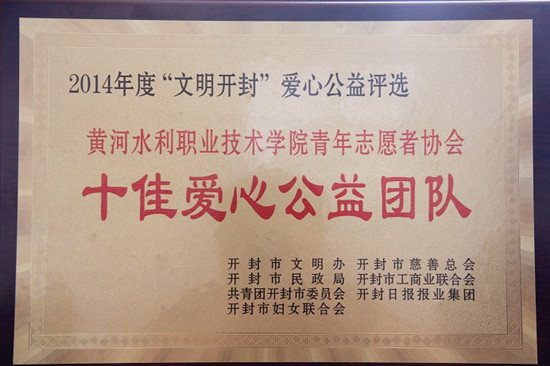 2014年度“文明开封”爱心公益评选
黄河水利职业技术学院青年志愿者协会
十佳爱心公益团队
开封市文明办 开封市慈善总会
开封市民政局 开封市工商业联合会
共青团开封市委员会 开封日报报业集团
开封市妇女联合会